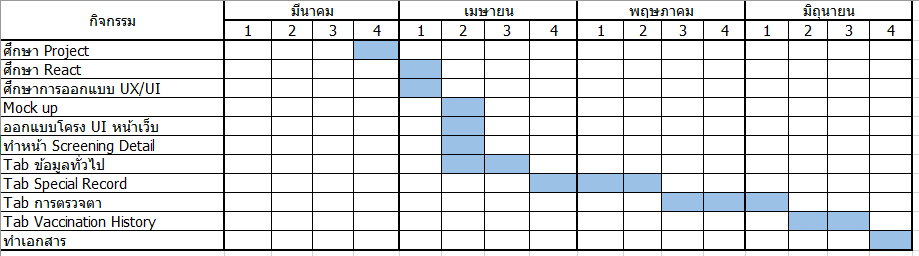 กิจกรรม มีนาคม เมษายน พฤษภาคม มิถุนายน
1 2 3 4 1 2 3 4 1 2 3 4 1 2 3 4
ศึกษา Project
ศึกษา React
ศึกษาการออกแบบ UX/UI
Mock up
ออกแบบโครง UI หน้าเว็บ
ทำหน้า Screening Detail
Tab ข้อมูลทั่วไป
Tab Special Record
Tab การตรวจตา
Tab Vaccination History
ทำเอกสาร